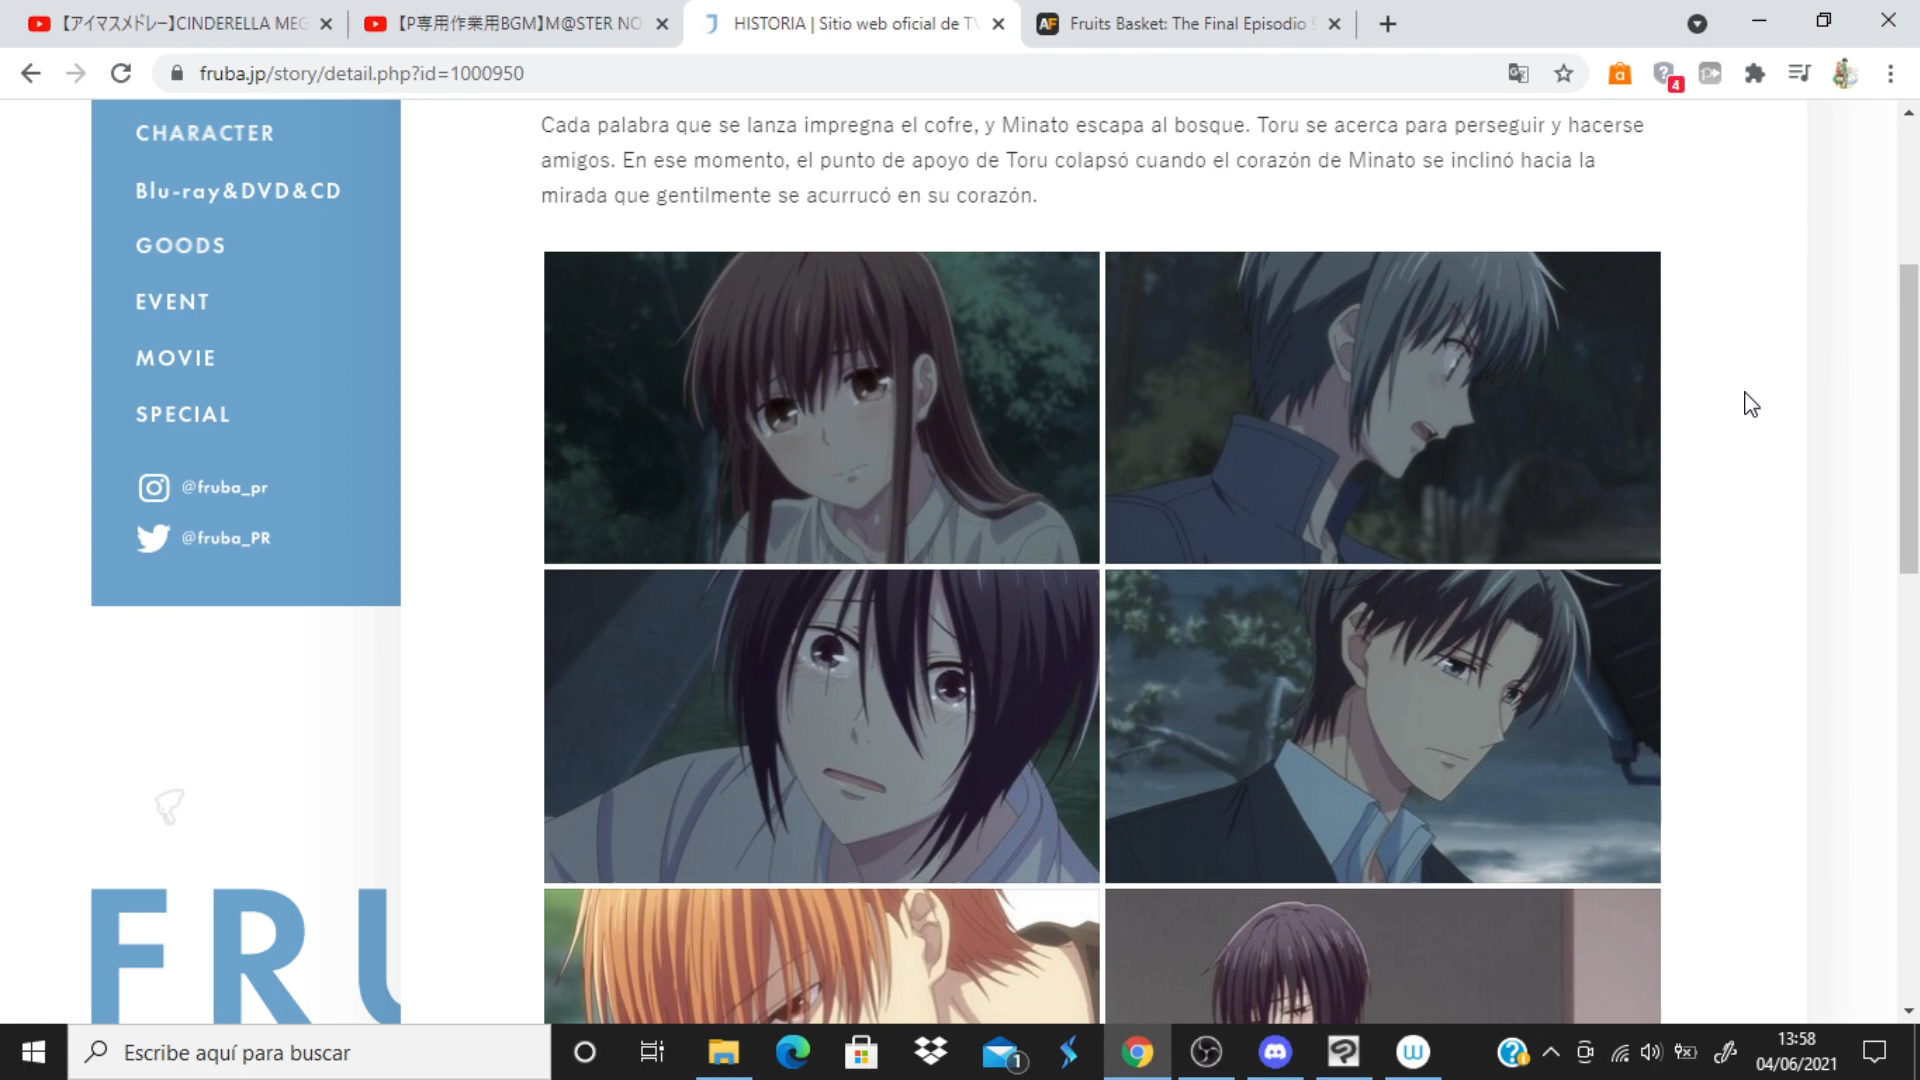 【アイマスメドレー】CINDERELLA MEG
【P専用作業用BGM】M@STER NO
HISTORIA | Sitio web oficial de TV
Fruits Basket: The Final Episodio 9
fruba.jp/story/detail.php?id=1000950
4
CHARACTER
Blu-ray&DVD&CD
GOODS
EVENT
MOVIE
SPECIAL
@fruba_pr
@fruba_PR
FRU
Cada palabra que se lanza impregna el cofre, y Minato escapa al bosque. Toru se acerca para perseguir y hacerse
amigos. En ese momento, el punto de apoyo de Toru colapsó cuando el corazón de Minato se inclinó hacia la
mirada que gentilmente se acurrucó en su corazón.
Escribe aquí para buscar
1
13:58
04/06/2021